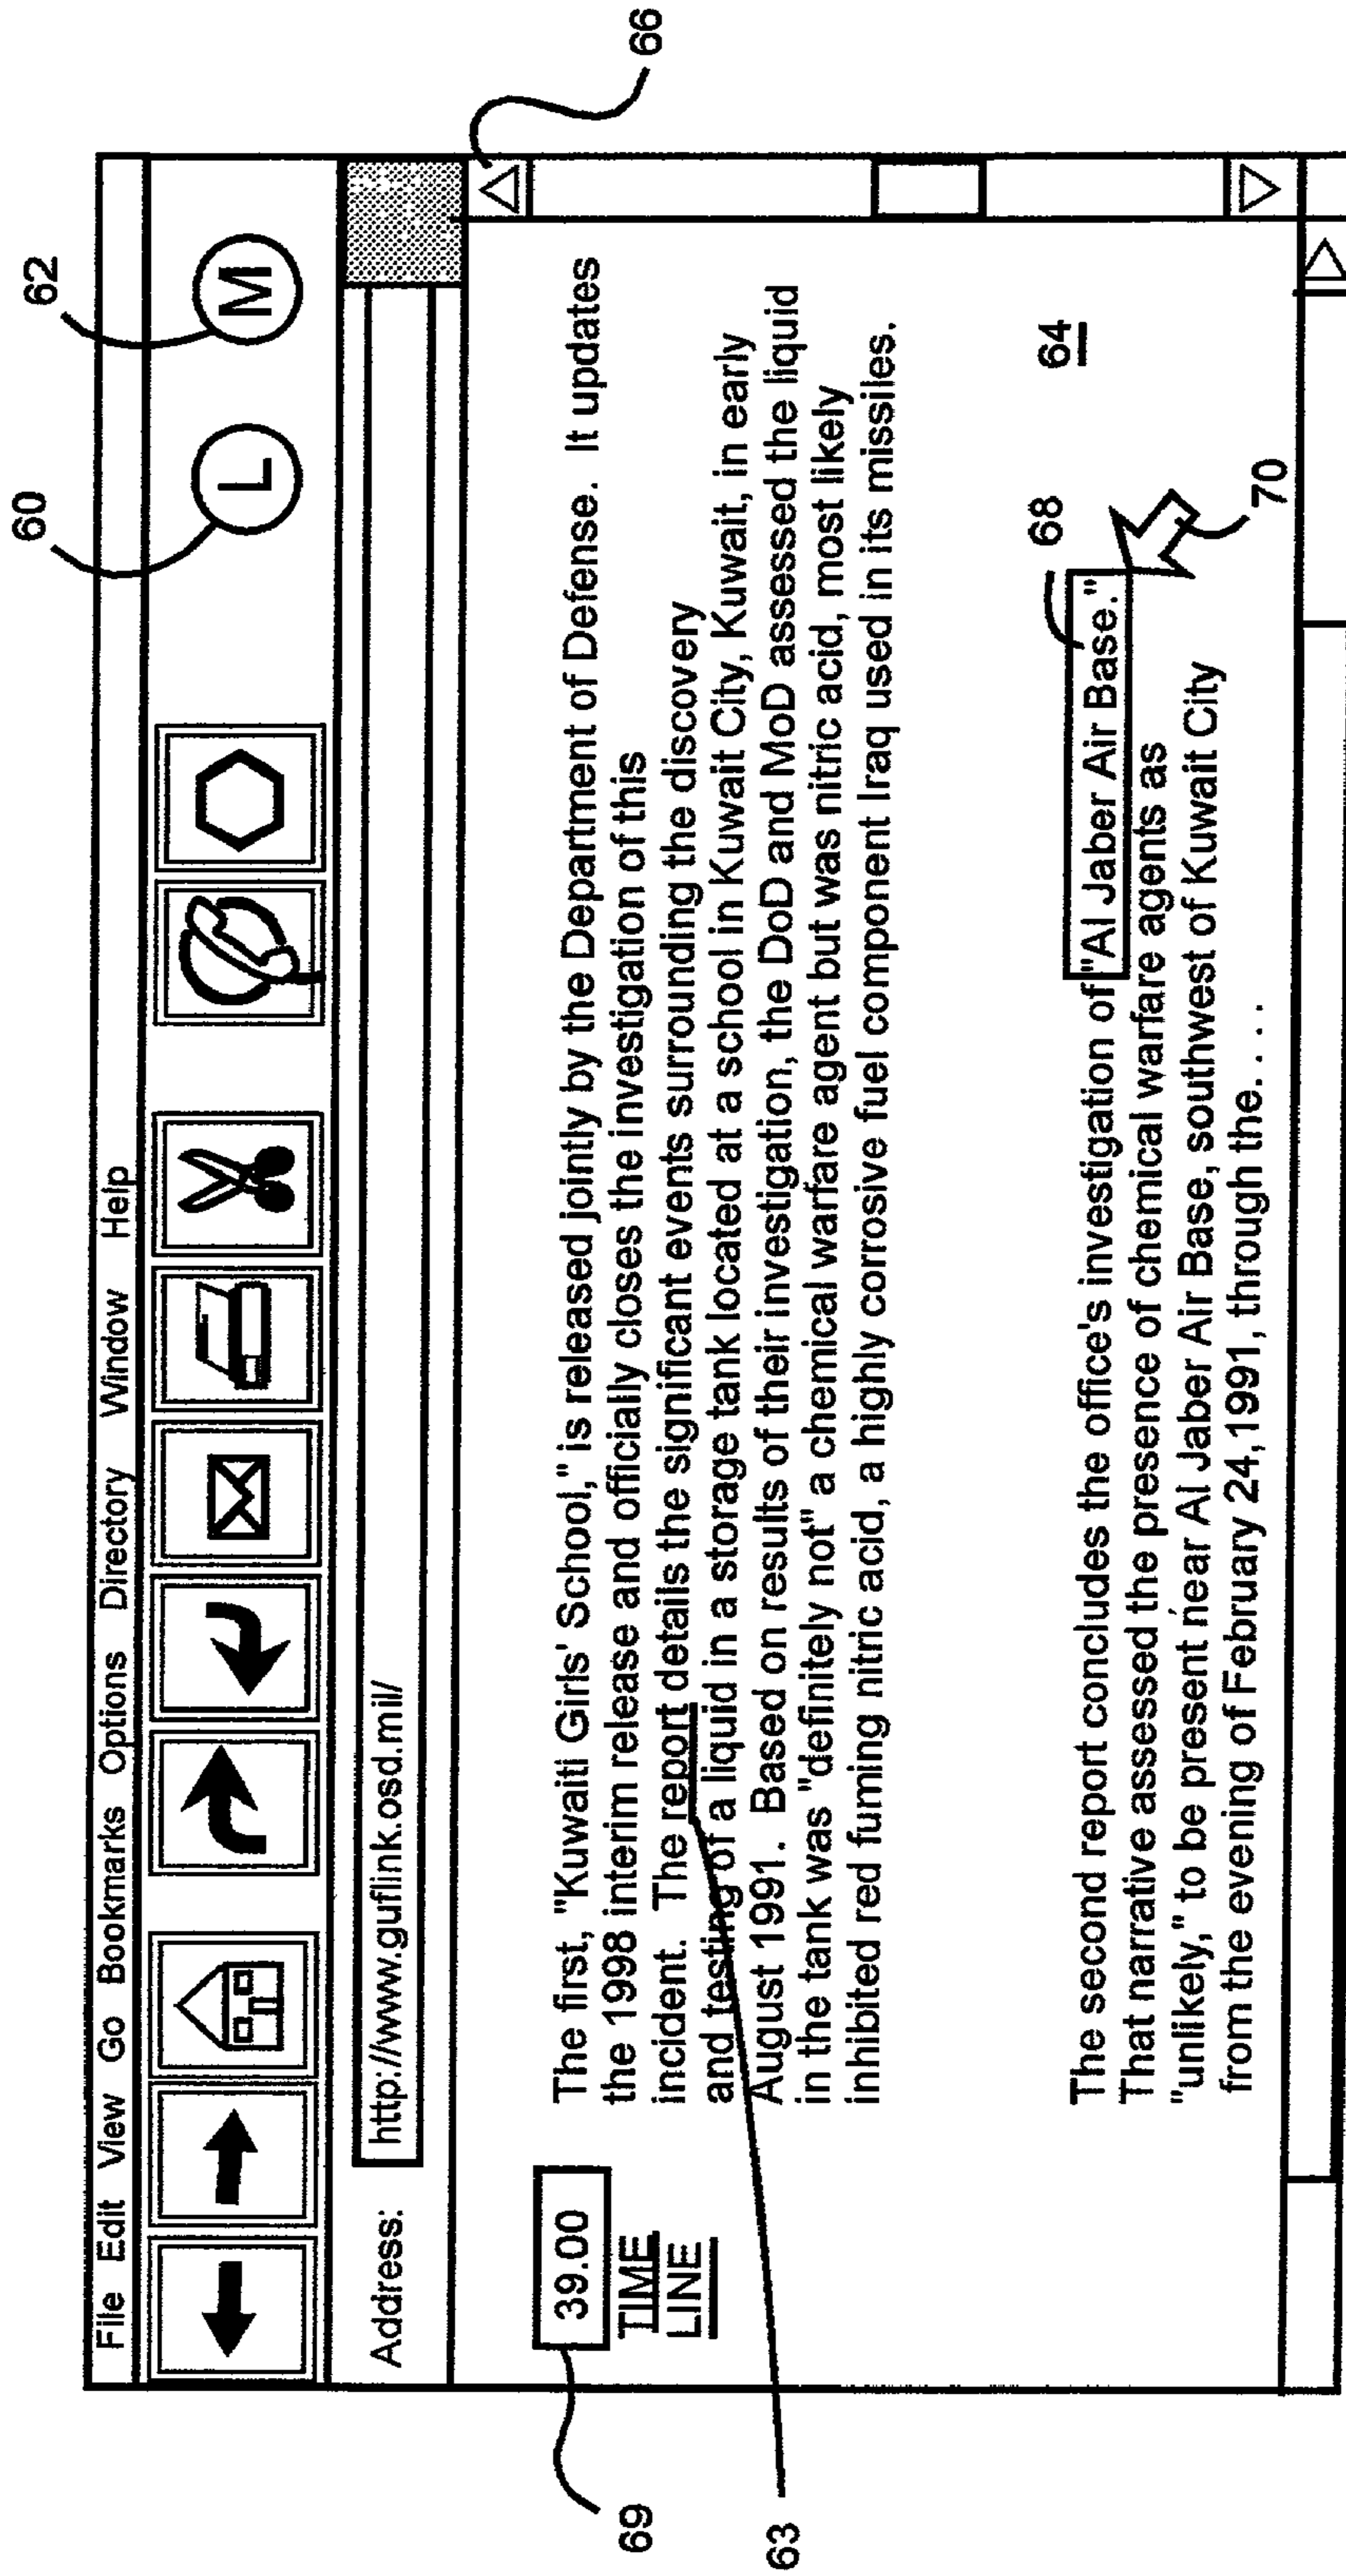 62
60
66
File Edit View Go Bookmarks Options Directory Window Help
L M
Address: http://www.guflink.osd.mil/
69
39.00
TIME
LINE
63
The first, "Kuwaiti Girls' School," is released jointly by the Department of Defense. It updates
the 1998 interim release and officially closes the investigation of this
incident. The report details the significant events surrounding the discovery
and testing of a liquid in a storage tank located at a school in Kuwait City, Kuwait, in early
August 1991. Based on results of their investigation, the DoD and MoD assessed the liquid
in the tank was "definitely not" a chemical warfare agent but was nitric acid, most likely
inhibited red fuming nitric acid, a highly corrosive fuel component Iraq used in its missiles.
68
64
The second report concludes the office's investigation of "Al Jaber Air Base."
That narrative assessed the presence of chemical warfare agents as
"unlikely," to be present near Al Jaber Air Base, southwest of Kuwait City
from the evening of February 24,1991, through the. . . .
70